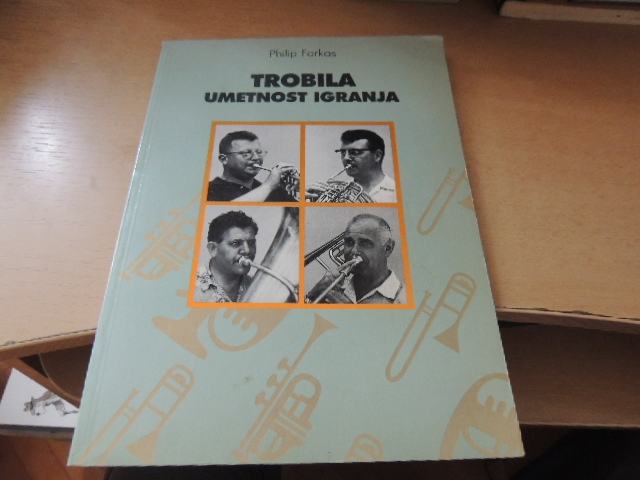 Philip Farkas
TROBILA
UMETNOST IGRANJA